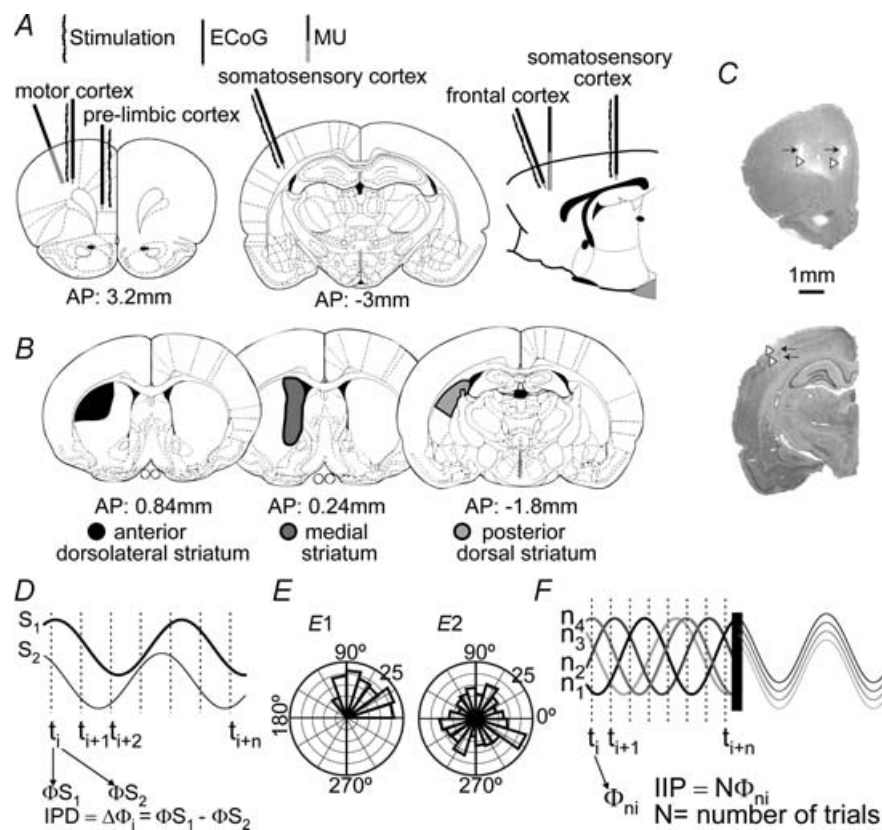 A
Stimulation ECoG MU
motor cortex
pre-limbic cortex
somatosensory cortex
frontal cortex
somatosensory
cortex
AP: 3.2mm
AP: -3mm
C
1mm
B
AP: 0.84mm
AP: 0.24mm
AP: -1.8mm
anterior
dorsolateral striatum
medial
striatum
posterior
dorsal striatum
D
S1
S2
ti ti+1 ti+2 ti+n
ΦS1 ΦS2
IPD = ΔΦi = ΦS1 - ΦS2
E1
90º
25
180º
270º
E2
90º
25
0º
270º
F
n4
n3
n2
n1
ti ti+1 ti+n
Φni
IIP = NΦni
N= number of trials